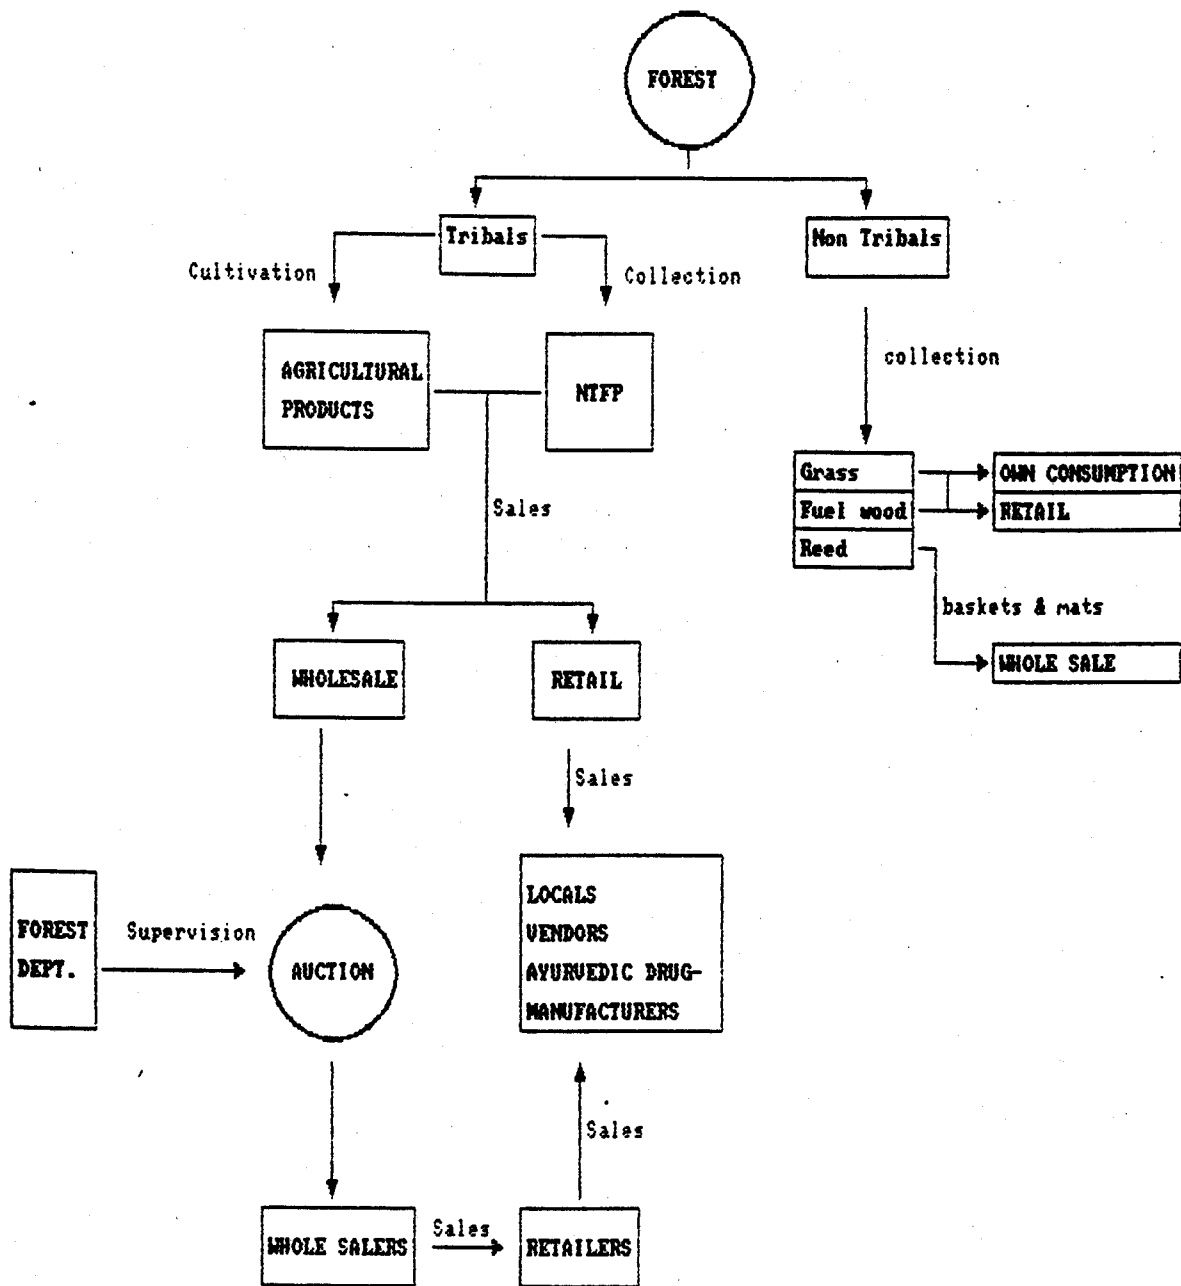 FOREST
Tribals
Non Tribals
Cultivation
Collection
collection
AGRICULTURAL
PRODUCTS
NTFP
Grass
OWN CONSUMPTION
Fuel wood
RETAIL
Reed
Sales
baskets & mats
WHOLESALE
RETAIL
WHOLE SALE
Sales
FOREST
DEPT.
Supervision
AUCTION
LOCALS
VENDORS
AYURVEDIC DRUG-
MANUFACTURERS
Sales
WHOLE SALERS
Sales
RETAILERS